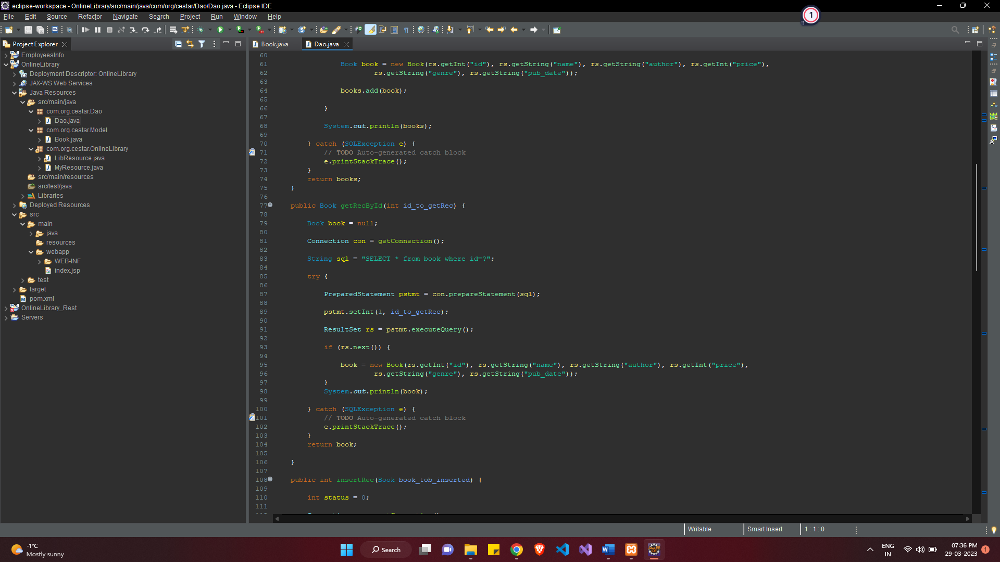 eclipse-workspace - OnlineLibrary/src/main/java/com/org/cestar/Dao/Dao.java - Eclipse IDE
1
File Edit Source Refactor Navigate Search Project Run Window Help
Project Explorer
EmployeesInfo
OnlineLibrary
Deployment Descriptor: OnlineLibrary
JAX-WS Web Services
Java Resources
src/main/java
com.org.cestar.Dao
Dao.java
com.org.cestar.Model
Book.java
com.org.cestar.OnlineLibrary
LibResource.java
MyResource.java
src/main/resources
src/test/java
Libraries
Deployed Resources
src
main
java
resources
webapp
WEB-INF
index.jsp
test
target
pom.xml
OnlineLibrary_Rest
Servers
Book.java Dao.java
60
61 Book book = new Book(rs.getInt("id"), rs.getString("name"), rs.getString("author"), rs.getInt("price"),
62 rs.getString("genre"), rs.getString("pub_date"));
63
64 books.add(book);
65
66 }
67
68 System.out.println(books);
69
70 } catch (SQLException e) {
71 // TODO Auto-generated catch block
72 e.printStackTrace();
73 }
74 return books;
75 }
76
77 public Book getRecById(int id_to_getRec) {
78
79 Book book = null;
80
81 Connection con = getConnection();
82
83 String sql = "SELECT * from book where id=?";
84
85 try {
86
87 PreparedStatement pstmt = con.prepareStatement(sql);
88
89 pstmt.setInt(1, id_to_getRec);
90
91 ResultSet rs = pstmt.executeQuery();
92
93 if (rs.next()) {
94
95 book = new Book(rs.getInt("id"), rs.getString("name"), rs.getString("author"), rs.getInt("price"),
96 rs.getString("genre"), rs.getString("pub_date"));
97 }
98 System.out.println(book);
99
100 } catch (SQLException e) {
101 // TODO Auto-generated catch block
102 e.printStackTrace();
103 }
104 return book;
105
106 }
107
108 public int insertRec(Book book_tob_inserted) {
109
110 int status = 0;
111
Writable Smart Insert 1 : 1 : 0
-1°C
Mostly sunny
Search
ENG
IN
07:36 PM
29-03-2023
1